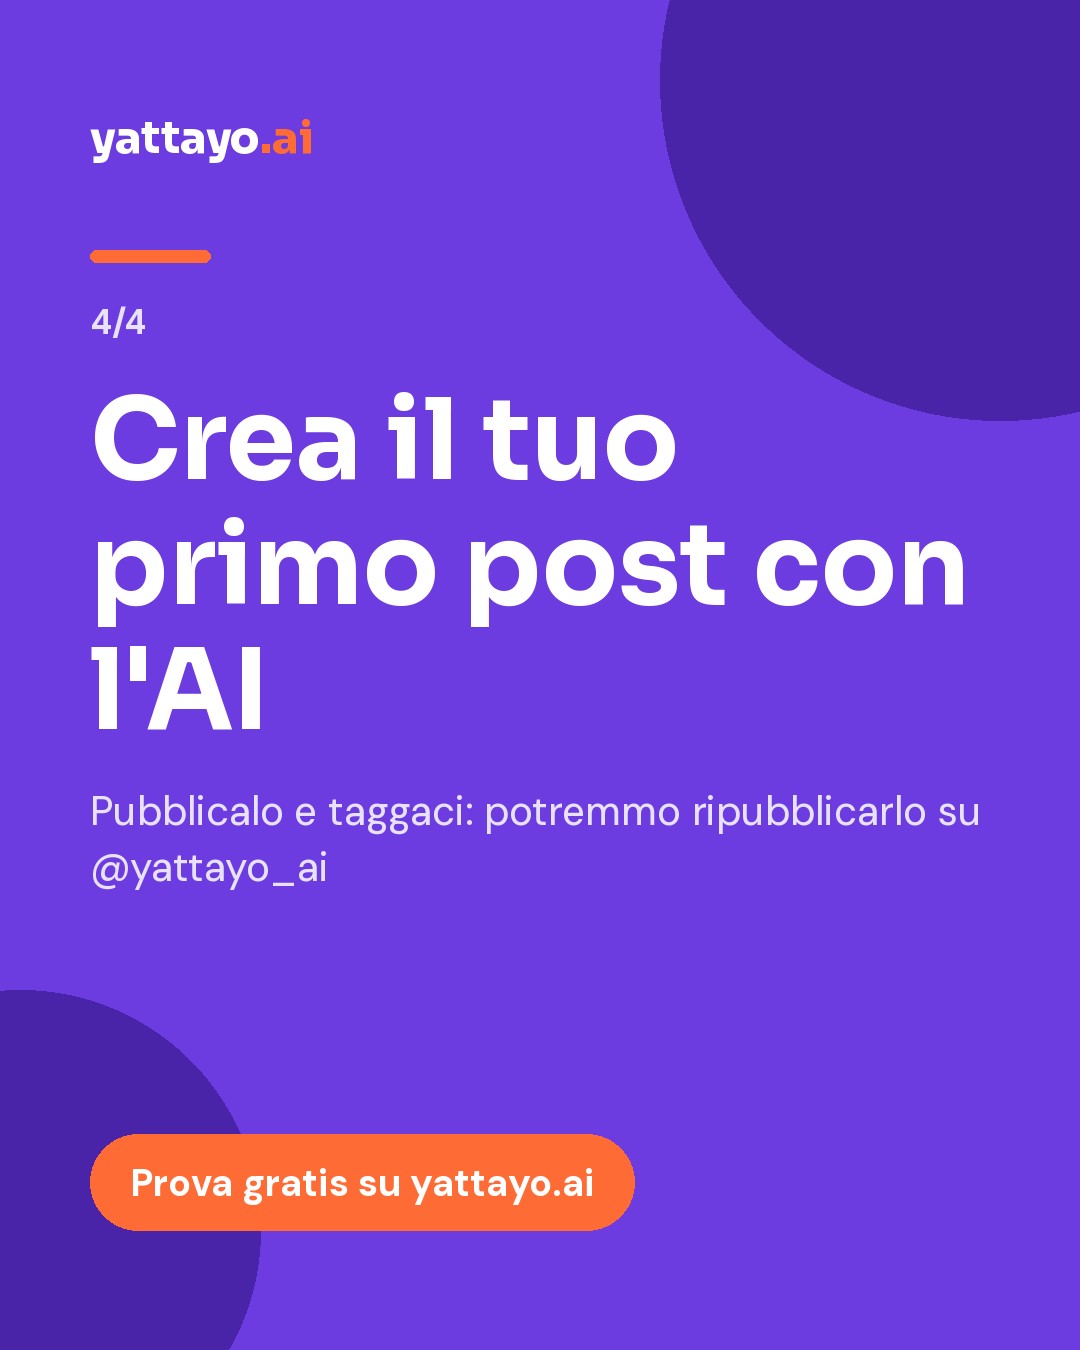 yattayo.ai
4/4
Crea il tuo
primo post con
l'AI
Pubblicalo e taggaci: potremmo ripubblicarlo su
@yattayo_ai
Prova gratis su yattayo.ai